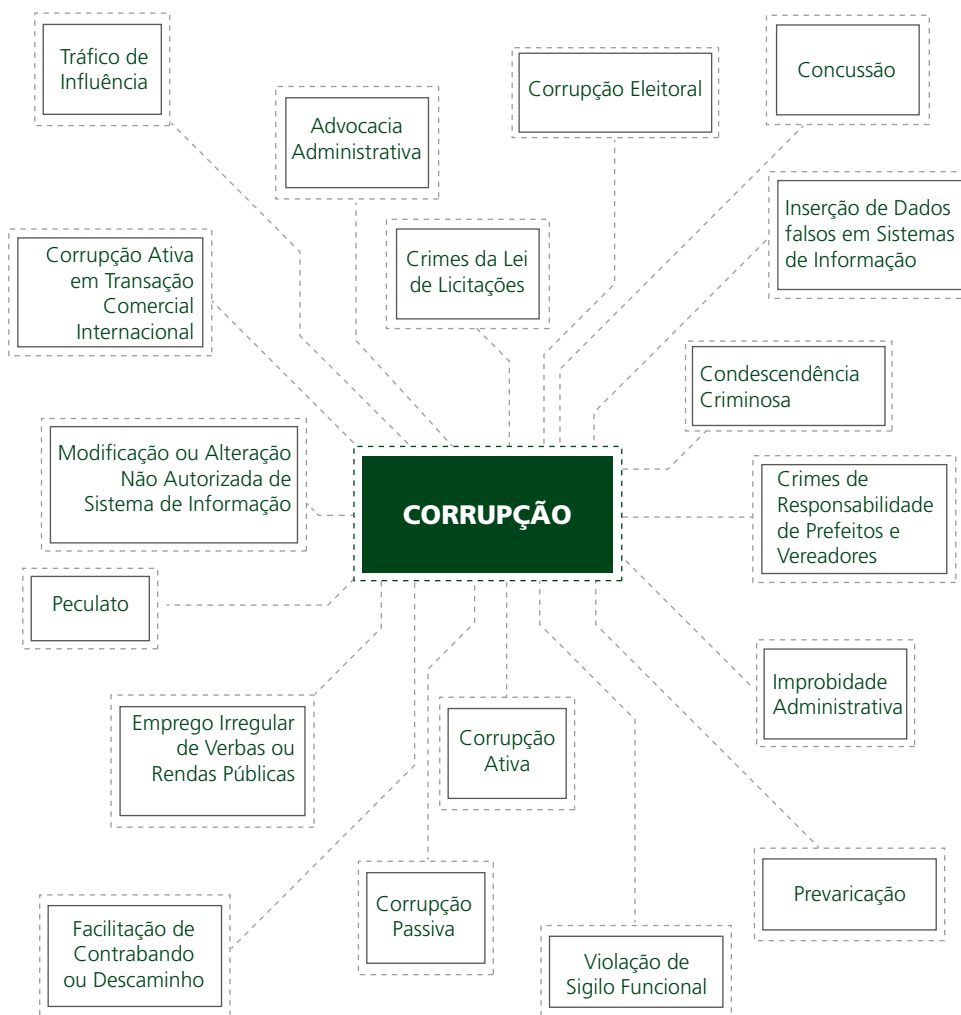 Tráfico de
Influência
Advocacia
Administrativa
Corrupção Eleitoral
Concussão
Corrupção Ativa
em Transação
Comercial
Internacional
Crimes da Lei
de Licitações
Inserção de Dados
falsos em Sistemas
de Informação
Condescendência
Criminosa
Modificação ou Alteração
Não Autorizada de
Sistema de Informação
CORRUPÇÃO
Crimes de
Responsabilidade
de Prefeitos e
Vereadores
Peculato
Improbidade
Administrativa
Emprego Irregular
de Verbas ou
Rendas Públicas
Corrupção
Ativa
Prevaricação
Facilitação de
Contrabando
ou Descaminho
Corrupção
Passiva
Violação de
Sigilo Funcional